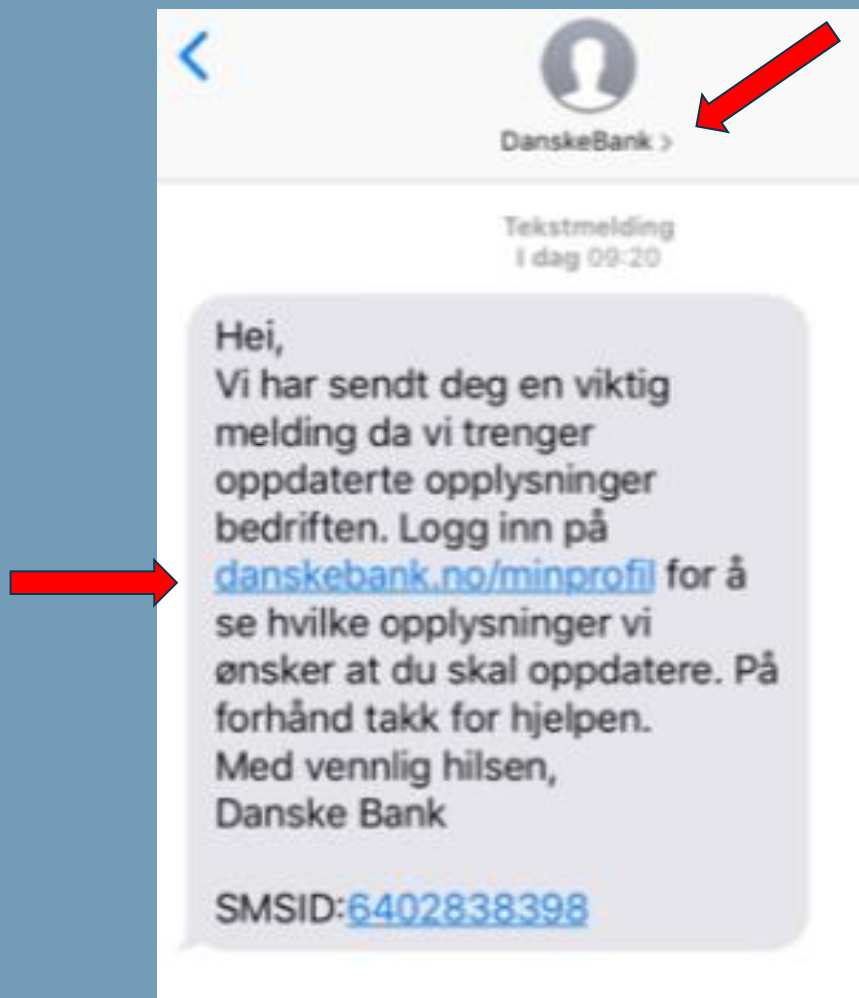 DanskeBank >
Tekstmelding
I dag 09:20
Hei,
Vi har sendt deg en viktig
melding da vi trenger
oppdaterte opplysninger
bedriften. Logg inn på
danskebank.no/minprofil for å
se hvilke opplysninger vi
ønsker at du skal oppdatere. På
forhånd takk for hjelpen.
Med vennlig hilsen,
Danske Bank
SMSID:6402838398